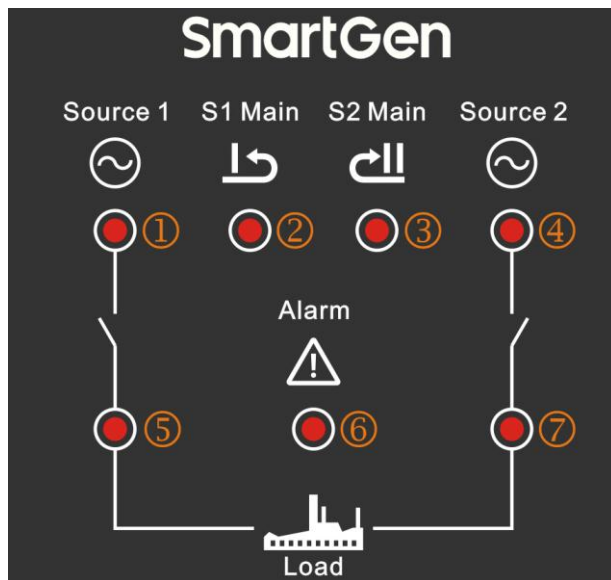 SmartGen
Source 1 S1 Main S2 Main Source 2
① ② ③ ④
Alarm
⑤ ⑥ ⑦
Load